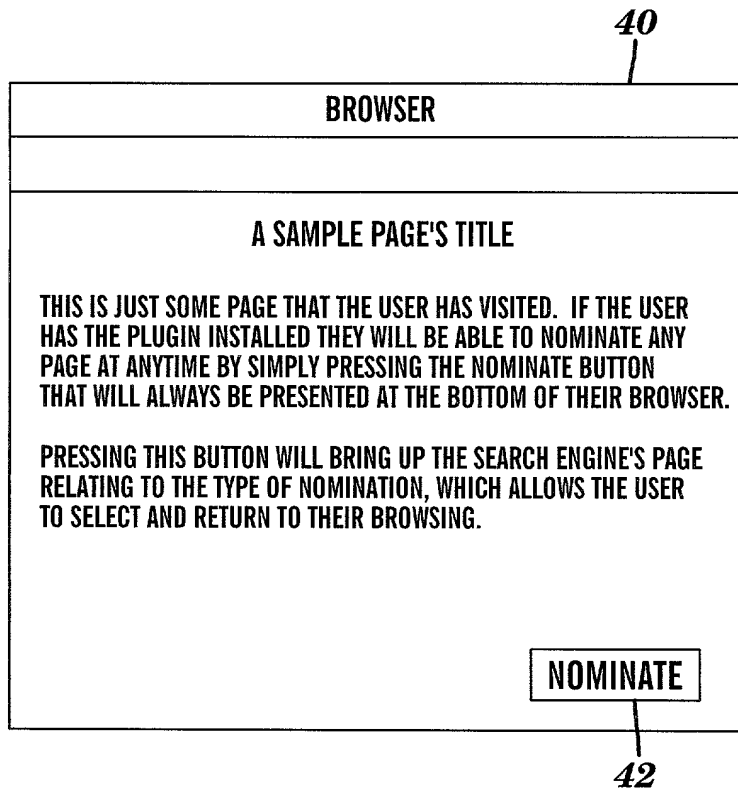 40
BROWSER
A SAMPLE PAGE'S TITLE
THIS IS JUST SOME PAGE THAT THE USER HAS VISITED. IF THE USER
HAS THE PLUGIN INSTALLED THEY WILL BE ABLE TO NOMINATE ANY
PAGE AT ANYTIME BY SIMPLY PRESSING THE NOMINATE BUTTON
THAT WILL ALWAYS BE PRESENTED AT THE BOTTOM OF THEIR BROWSER.
PRESSING THIS BUTTON WILL BRING UP THE SEARCH ENGINE'S PAGE
RELATING TO THE TYPE OF NOMINATION, WHICH ALLOWS THE USER
TO SELECT AND RETURN TO THEIR BROWSING.
NOMINATE
42